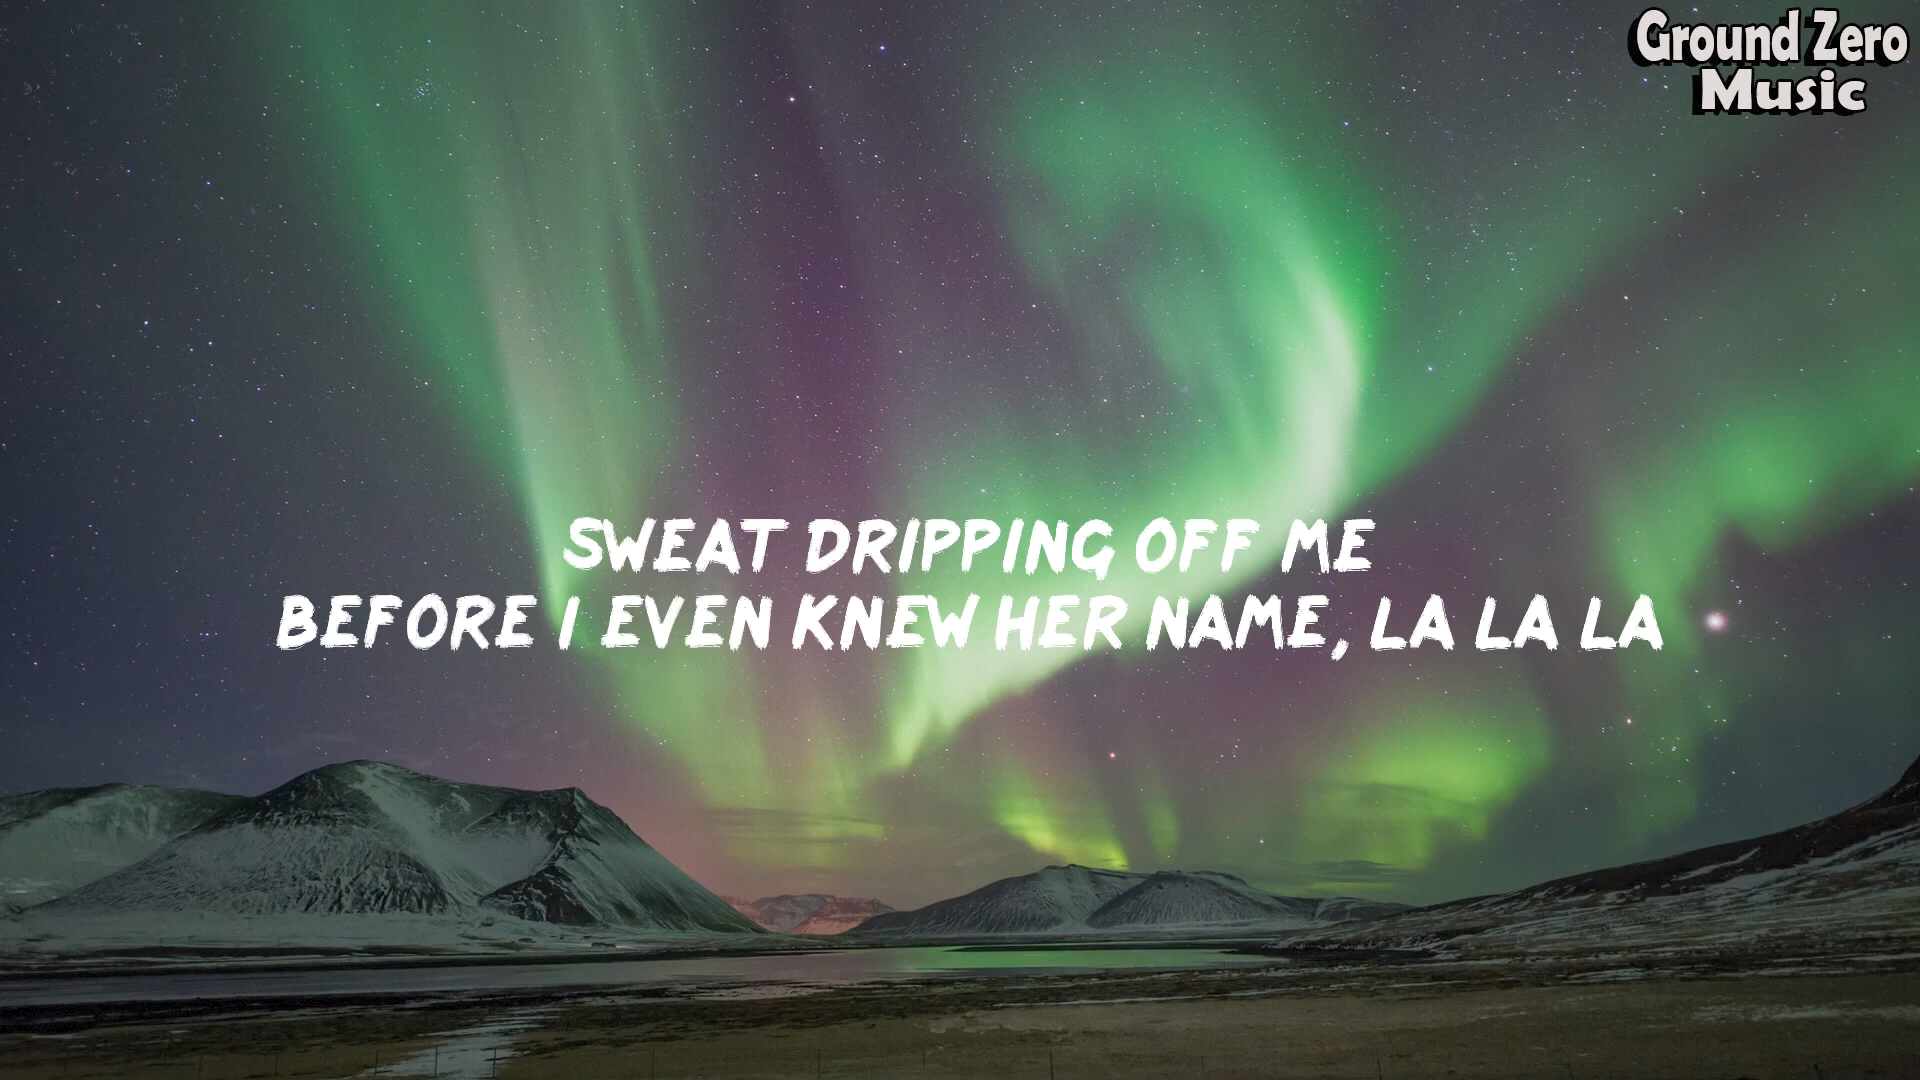 Ground Zero
Music
SWEAT DRIPPING OFF ME
BEFORE I EVEN KNEW HER NAME, LA LA LA